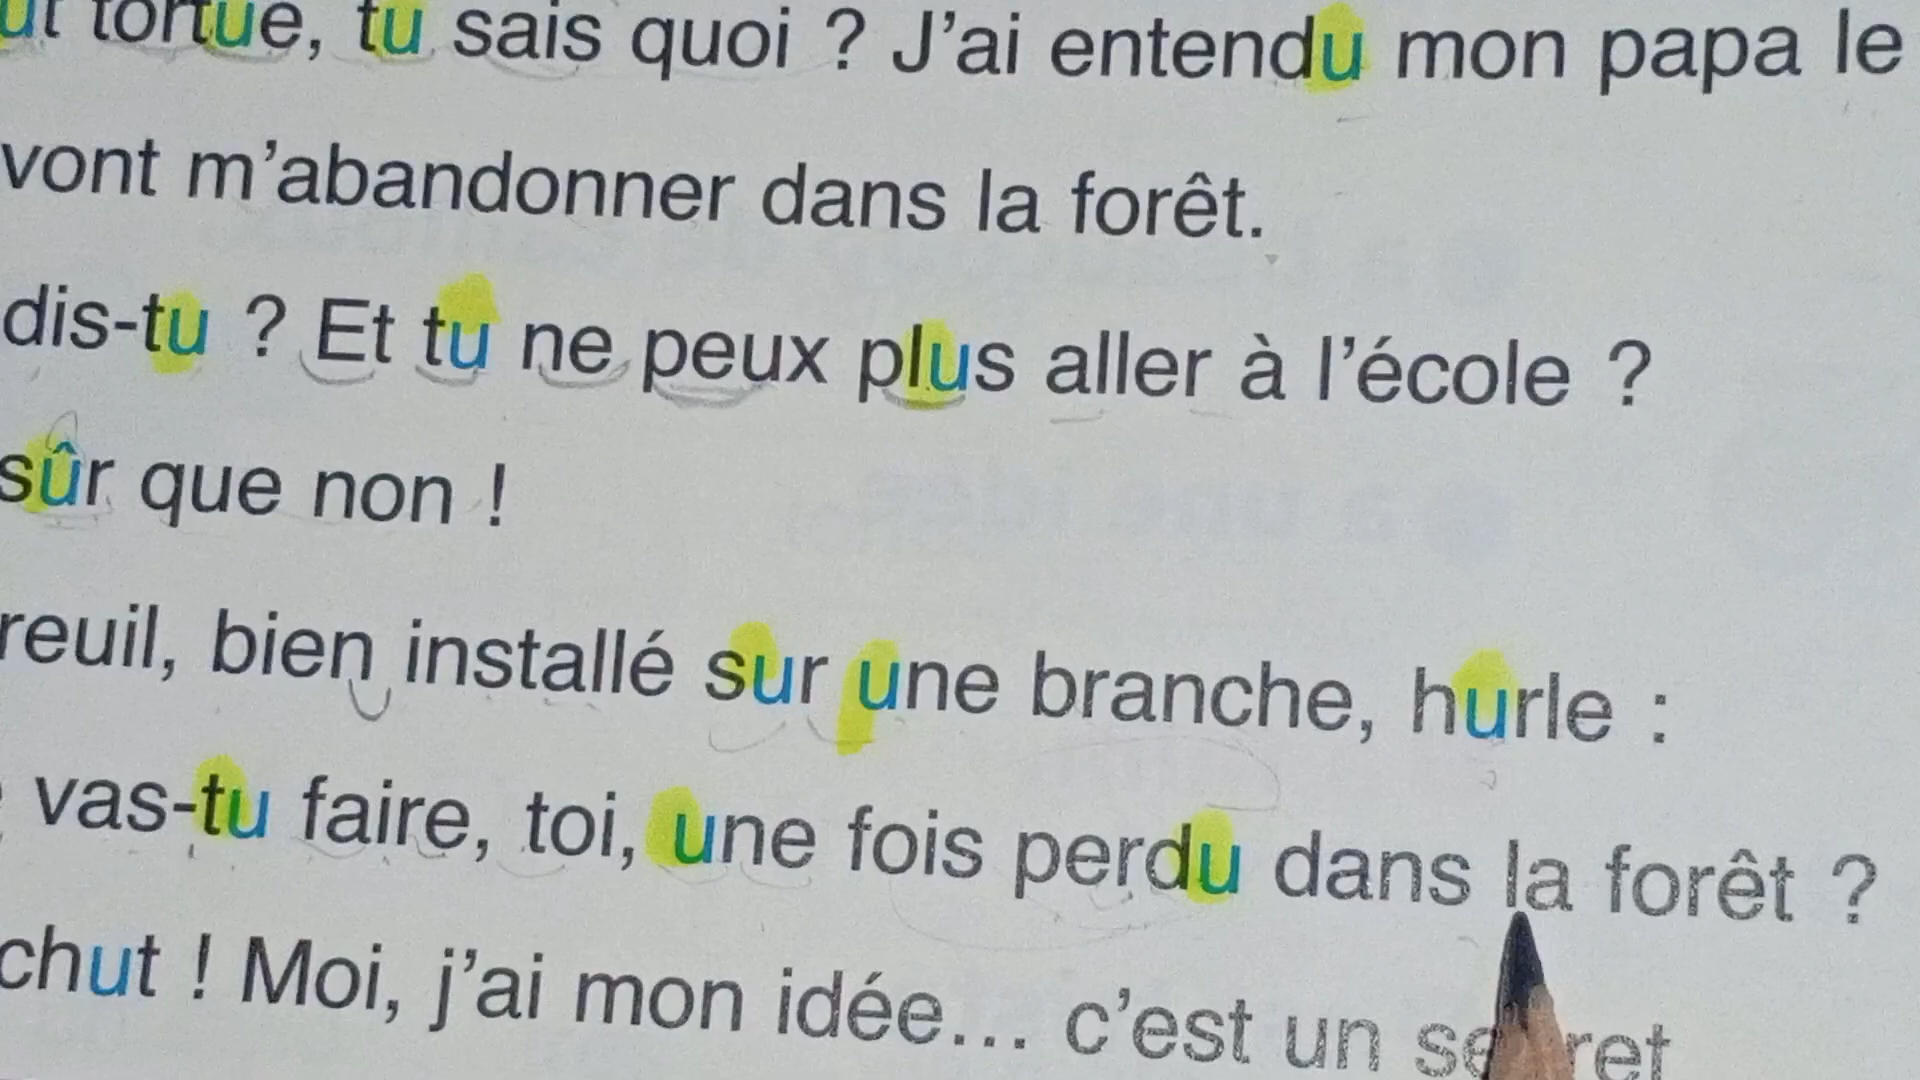 tortue, tu sais quoi ? J'ai entendu mon papa le
vont m'abandonner dans la forêt.
dis-tu ? Et tu ne peux plus aller à l'école ?
sûr que non !
reuil, bien installé sur une branche, hurle :
vas-tu faire, toi, une fois perdu dans la forêt ?
chut ! Moi, j'ai mon idée... c'est un